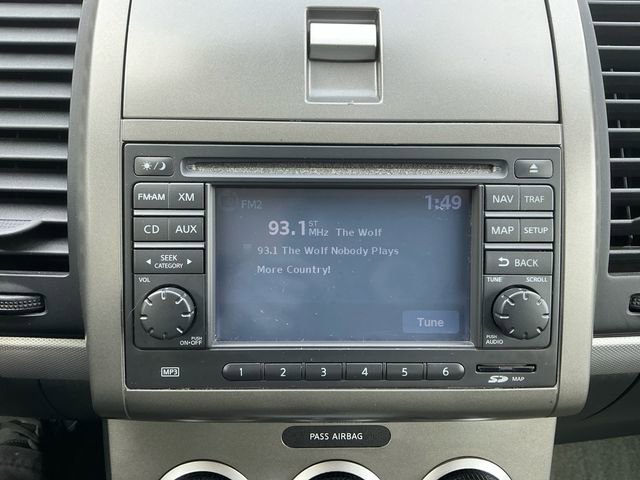 FM·AM XM
CD AUX
SEEK
CATEGORY
VOL
PUSH
ON•OFF
MP3
FM2
1:49
93.1 ST MHz The Wolf
93.1 The Wolf Nobody Plays
More Country!
Tune
NAV TRAF
MAP SETUP
BACK
TUNE SCROLL
PUSH
AUDIO
1 2 3 4 5 6
SD MAP
PASS AIRBAG